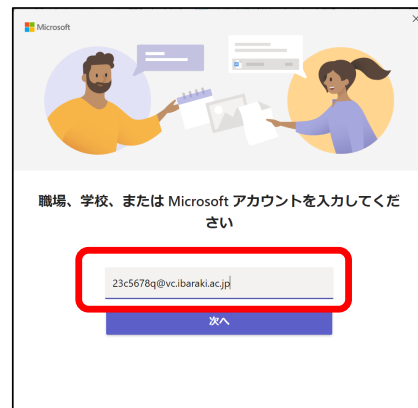 Microsoft
職場、学校、または Microsoft アカウントを入力してくだ
さい
23c5678q@vc.ibaraki.ac.jp
次へ